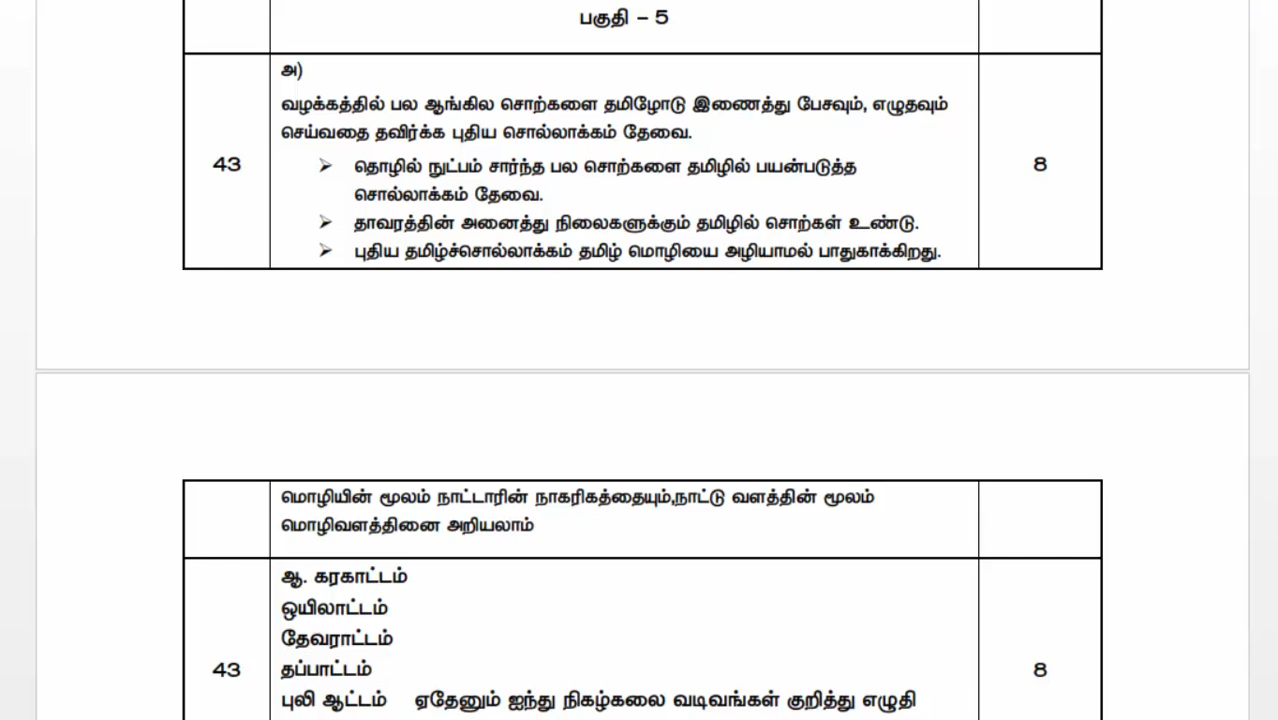 பகுதி – 5
அ)
வழக்கத்தில் பல ஆங்கில சொற்களை தமிழோடு இணைத்து பேசவும், எழுதவும்
செய்வதை தவிர்க்க புதிய சொல்லாக்கம் தேவை.
43
➢ தொழில் நுட்பம் சார்ந்த பல சொற்களை தமிழில் பயன்படுத்த
8
சொல்லாக்கம் தேவை.
➢ தாவரத்தின் அனைத்து நிலைகளுக்கும் தமிழில் சொற்கள் உண்டு.
➢ புதிய தமிழ்ச்சொல்லாக்கம் தமிழ் மொழியை அழியாமல் பாதுகாக்கிறது.
மொழியின் மூலம் நாட்டாரின் நாகரிகத்தையும்,நாட்டு வளத்தின் மூலம்
மொழிவளத்தினை அறியலாம்
ஆ. கரகாட்டம்
ஒயிலாட்டம்
தேவராட்டம்
43
தப்பாட்டம்
8
புலி ஆட்டம் ஏதேனும் ஐந்து நிகழ்கலை வடிவங்கள் குறித்து எழுதி